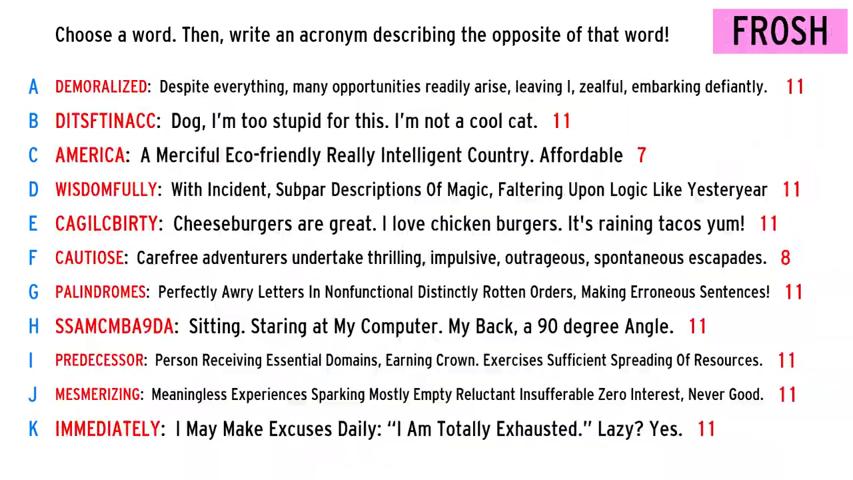 Choose a word. Then, write an acronym describing the opposite of that word!
FROSH
A DEMORALIZED: Despite everything, many opportunities readily arise, leaving I, zealful, embarking defiantly. 11
B DITSFTINACC: Dog, I'm too stupid for this. I'm not a cool cat. 11
C AMERICA: A Merciful Eco-friendly Really Intelligent Country. Affordable 7
D WISDOMFULLY: With Incident, Subpar Descriptions Of Magic, Faltering Upon Logic Like Yesteryear 11
E CAGILCBIRTY: Cheeseburgers are great. I love chicken burgers. It's raining tacos yum! 11
F CAUTIOSE: Carefree adventurers undertake thrilling, impulsive, outrageous, spontaneous escapades. 8
G PALINDROMES: Perfectly Awry Letters In Nonfunctional Distinctly Rotten Orders, Making Erroneous Sentences! 11
H SSAMCMBA9DA: Sitting. Staring at My Computer. My Back, a 90 degree Angle. 11
I PREDECESSOR: Person Receiving Essential Domains, Earning Crown. Exercises Sufficient Spreading Of Resources. 11
J MESMERIZING: Meaningless Experiences Sparking Mostly Empty Reluctant Insufferable Zero Interest, Never Good. 11
K IMMEDIATELY: I May Make Excuses Daily: “I Am Totally Exhausted.” Lazy? Yes. 11